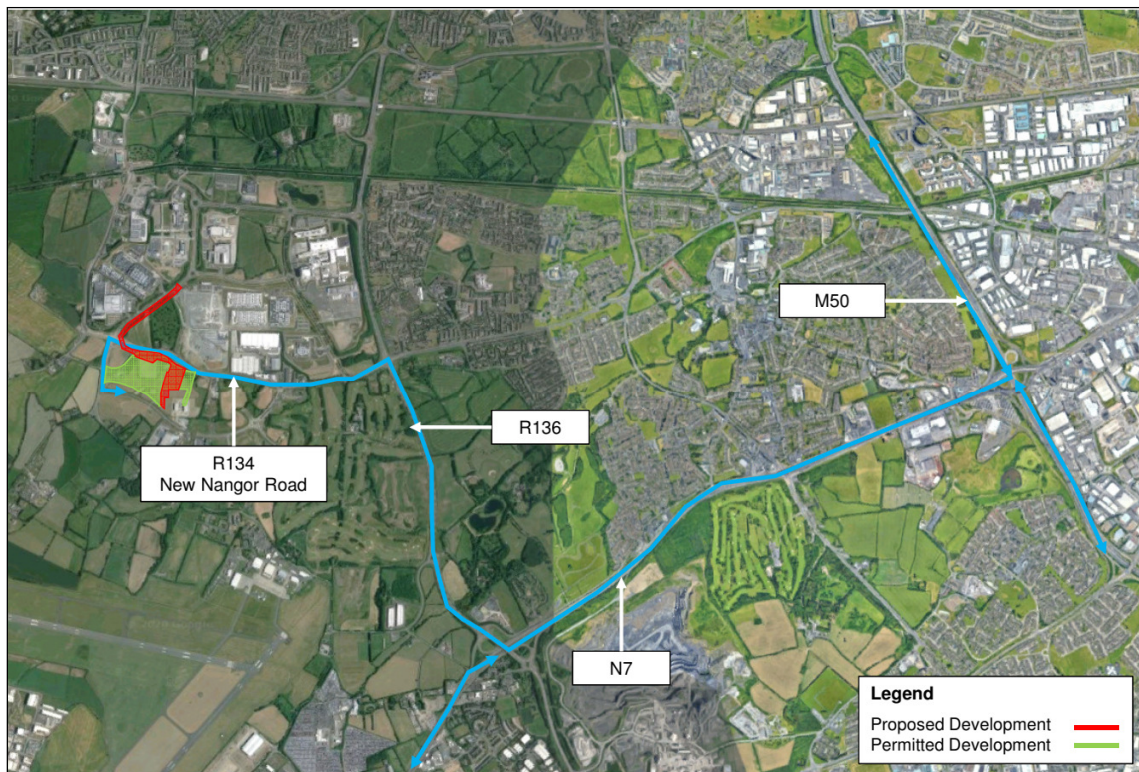 M50
R136
R134
New Nangor Road
N7
Legend
Proposed Development
Permitted Development